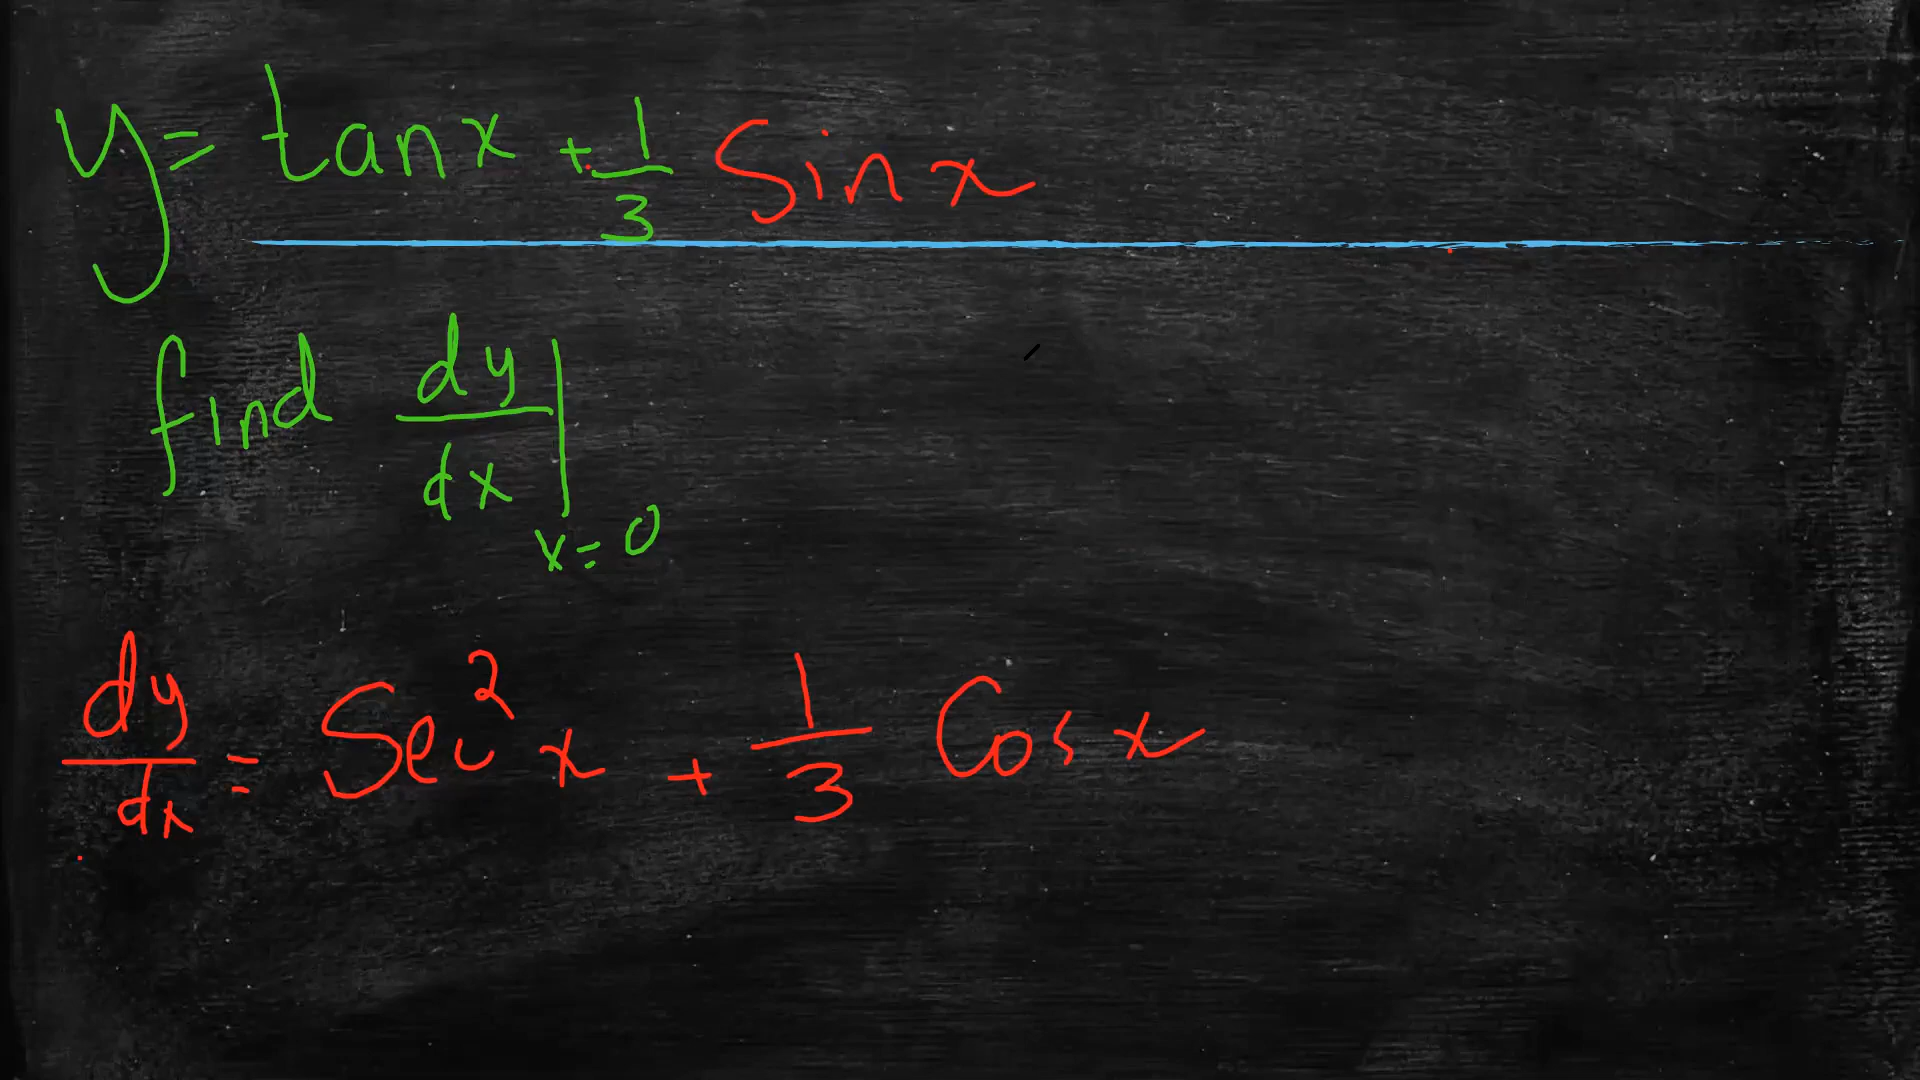 y = tan x + 1/3 Sin x
find dy/dx | x = 0
dy/dx = Sec² x + 1/3 Cos x